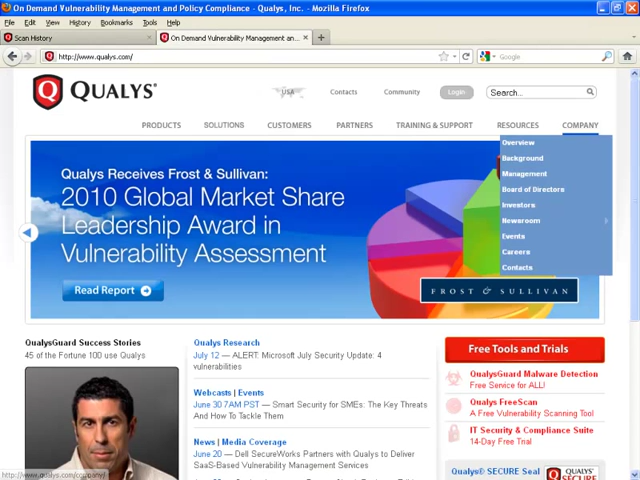 On Demand Vulnerability Management and Policy Compliance - Qualys, Inc. - Mozilla Firefox
File Edit View History Bookmarks Tools Help
Scan History
On Demand Vulnerability Management an...
http://www.qualys.com/
Google
QUALYS®
USA
Contacts
Community
Login
Search...
PRODUCTS SOLUTIONS CUSTOMERS PARTNERS TRAINING & SUPPORT RESOURCES COMPANY
Overview
Background
Management
Board of Directors
Investors
Newsroom
Events
Careers
Contacts
Qualys Receives Frost & Sullivan:
2010 Global Market Share
Leadership Award in
Vulnerability Assessment
Read Report
FROST & SULLIVAN
QualysGuard Success Stories
45 of the Fortune 100 use Qualys
Qualys Research
July 12 — ALERT: Microsoft July Security Update: 4
vulnerabilities
Webcasts | Events
June 30 7AM PST — Smart Security for SMEs: The Key Threats
And How To Tackle Them
News | Media Coverage
June 20 — Dell SecureWorks Partners with Qualys to Deliver
SaaS-Based Vulnerability Management Services
Free Tools and Trials
QualysGuard Malware Detection
Free Service for ALL!
Qualys FreeScan
A Free Vulnerability Scanning Tool
IT Security & Compliance Suite
14-Day Free Trial
Qualys® SECURE Seal
QUALYS®
SECURE
http://www.qualys.com/company/